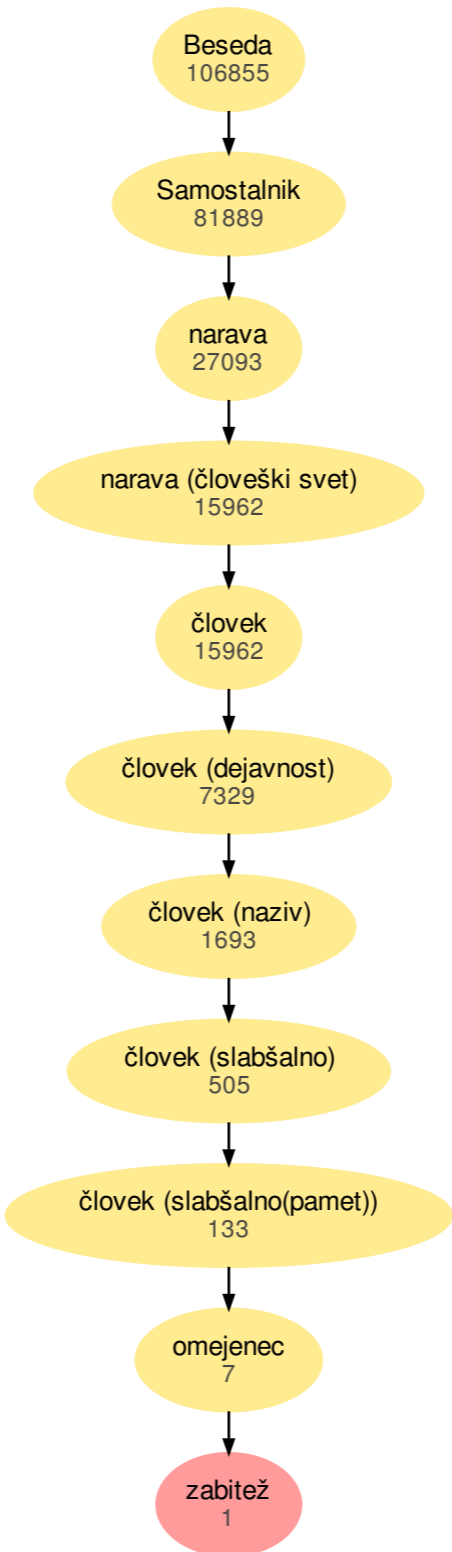 Beseda
106855
Samostalnik
81889
narava
27093
narava (človeški svet)
15962
človek
15962
človek (dejavnost)
7329
človek (naziv)
1693
človek (slabšalno)
505
človek (slabšalno(pamet))
133
omejenec
7
zabitež
1